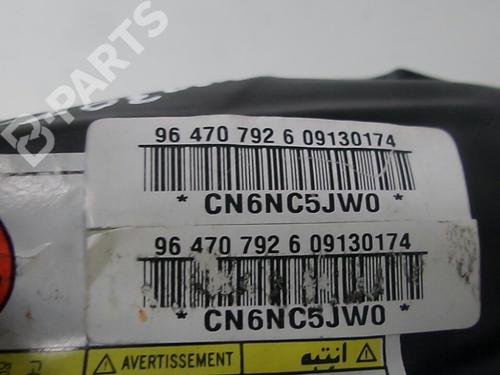 B-PARTS
96 470 792 6 09130174
* CN6NC5JW0 *
96 470 792 6 09130174
* CN6NC5JW0 *
AVERTISSEMENT
انتبه